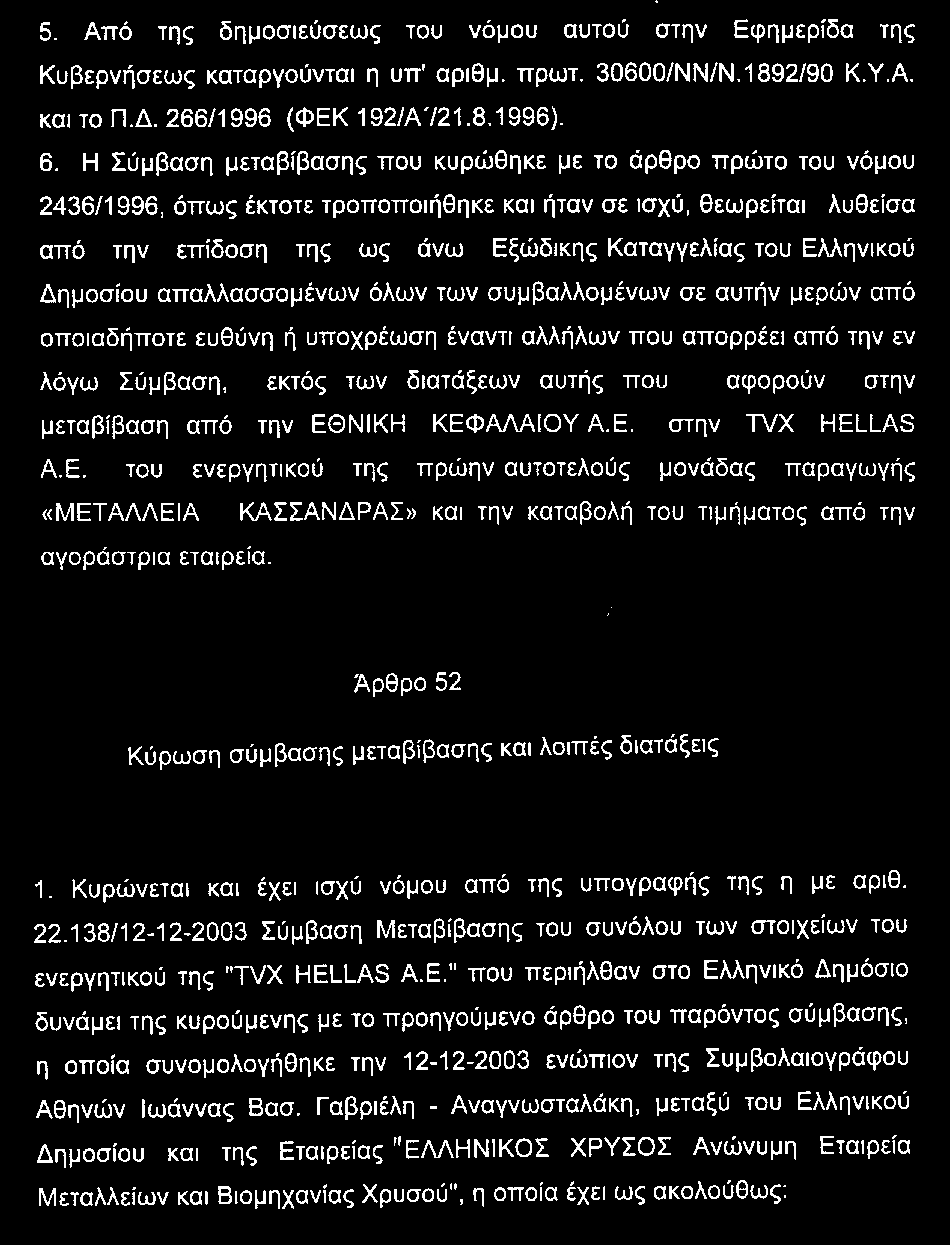 5. Από της δημοσιεύσεως του νόμου αυτού στην Εφημερίδα της
Κυβερνήσεως καταργούνται η υπ' αριθμ. πρωτ. 30600/ΝΝ/Ν.1892/90 Κ.Υ.Α.
και το Π.Δ. 266/1996 (ΦΕΚ 192/Α΄/21.8.1996).
6. Η Σύμβαση μεταβίβασης που κυρώθηκε με το άρθρο πρώτο του νόμου
2436/1996, όπως έκτοτε τροποποιήθηκε και ήταν σε ισχύ, θεωρείται λυθείσα
από την επίδοση της ως άνω Εξώδικης Καταγγελίας του Ελληνικού
Δημοσίου απαλλασσομένων όλων των συμβαλλομένων σε αυτήν μερών από
οποιαδήποτε ευθύνη ή υποχρέωση έναντι αλλήλων που απορρέει από την εν
λόγω Σύμβαση, εκτός των διατάξεων αυτής που αφορούν στην
μεταβίβαση από την ΕΘΝΙΚΗ ΚΕΦΑΛΑΙΟΥ Α.Ε. στην TVX HELLAS
Α.Ε. του ενεργητικού της πρώην αυτοτελούς μονάδας παραγωγής
«ΜΕΤΑΛΛΕΙΑ ΚΑΣΣΑΝΔΡΑΣ» και την καταβολή του τιμήματος από την
αγοράστρια εταιρεία.
Άρθρο 52
Κύρωση σύμβασης μεταβίβασης και λοιπές διατάξεις
1. Κυρώνεται και έχει ισχύ νόμου από της υπογραφής της η με αριθ.
22.138/12-12-2003 Σύμβαση Μεταβίβασης του συνόλου των στοιχείων του
ενεργητικού της "TVX HELLAS Α.Ε." που περιήλθαν στο Ελληνικό Δημόσιο
δυνάμει της κυρούμενης με το προηγούμενο άρθρο του παρόντος σύμβασης,
η οποία συνομολογήθηκε την 12-12-2003 ενώπιον της Συμβολαιογράφου
Αθηνών Ιωάννας Βασ. Γαβριέλη - Αναγνωσταλάκη, μεταξύ του Ελληνικού
Δημοσίου και της Εταιρείας "ΕΛΛΗΝΙΚΟΣ ΧΡΥΣΟΣ Ανώνυμη Εταιρεία
Μεταλλείων και Βιομηχανίας Χρυσού", η οποία έχει ως ακολούθως: